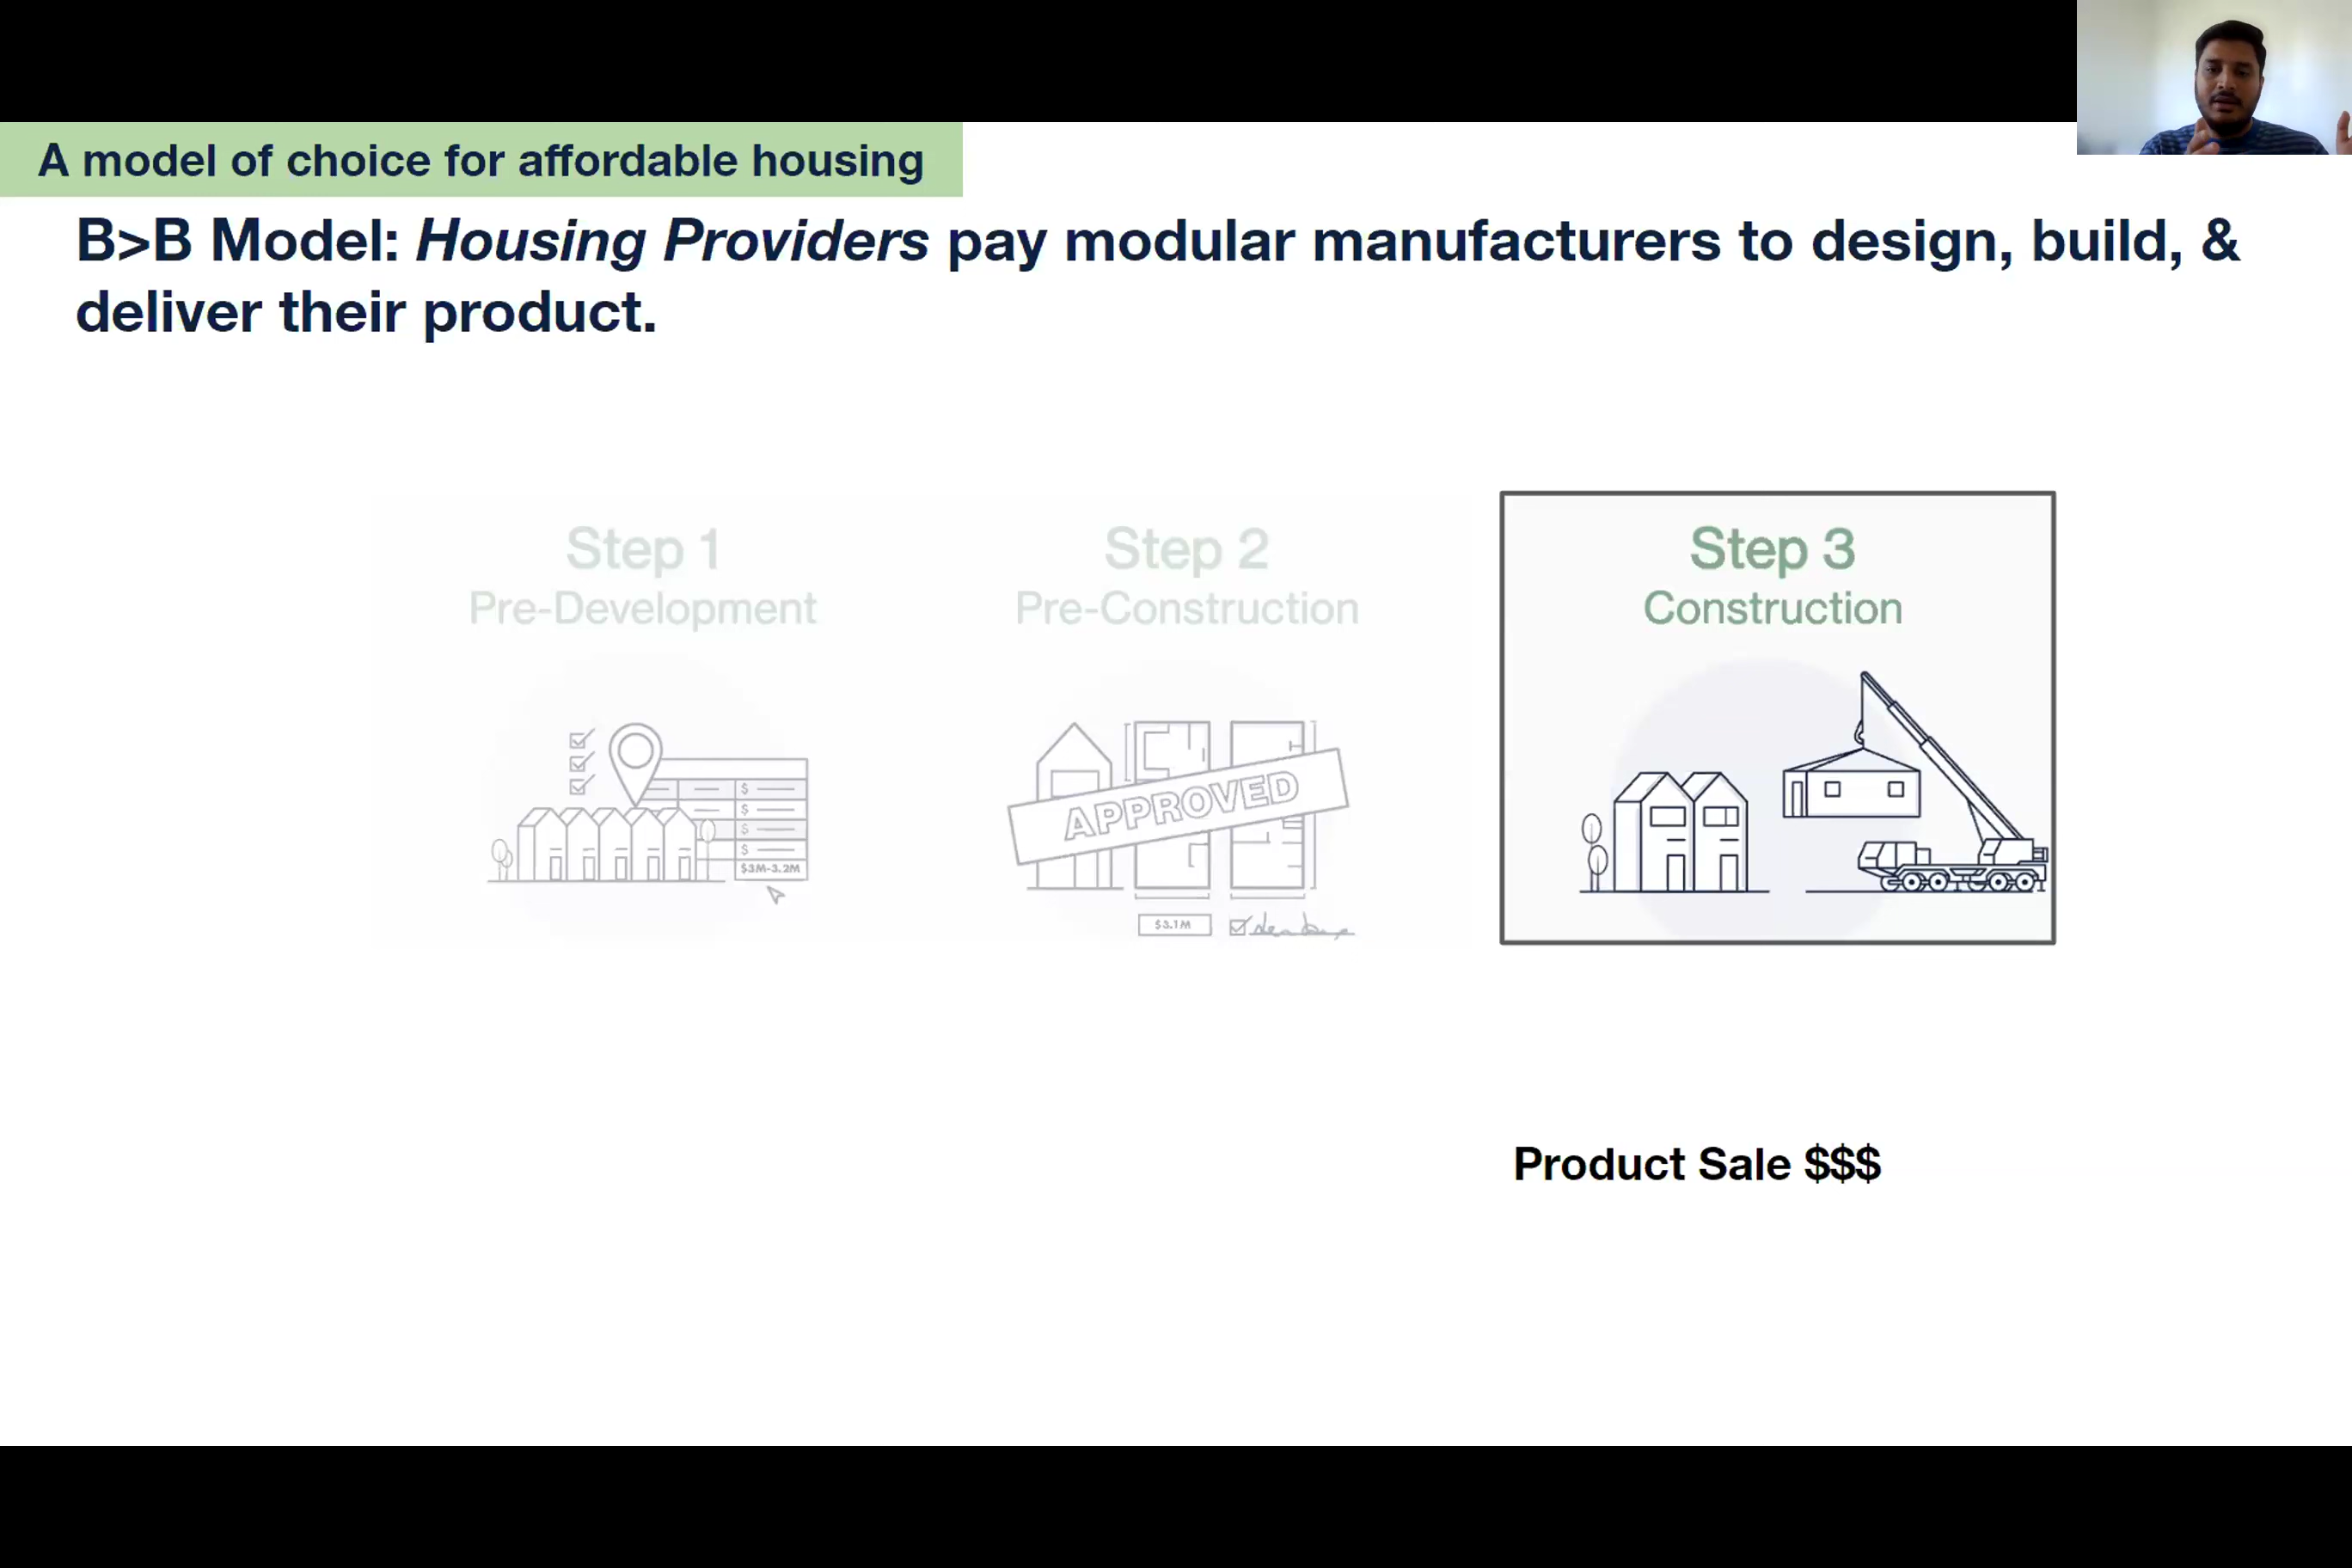 A model of choice for affordable housing
B>B Model: Housing Providers pay modular manufacturers to design, build, &
deliver their product.
Step 1
Pre-Development
$
$
$
$
$3M-3.2M
Step 2
Pre-Construction
APPROVED
$3.1M
Step 3
Construction
Product Sale $$$